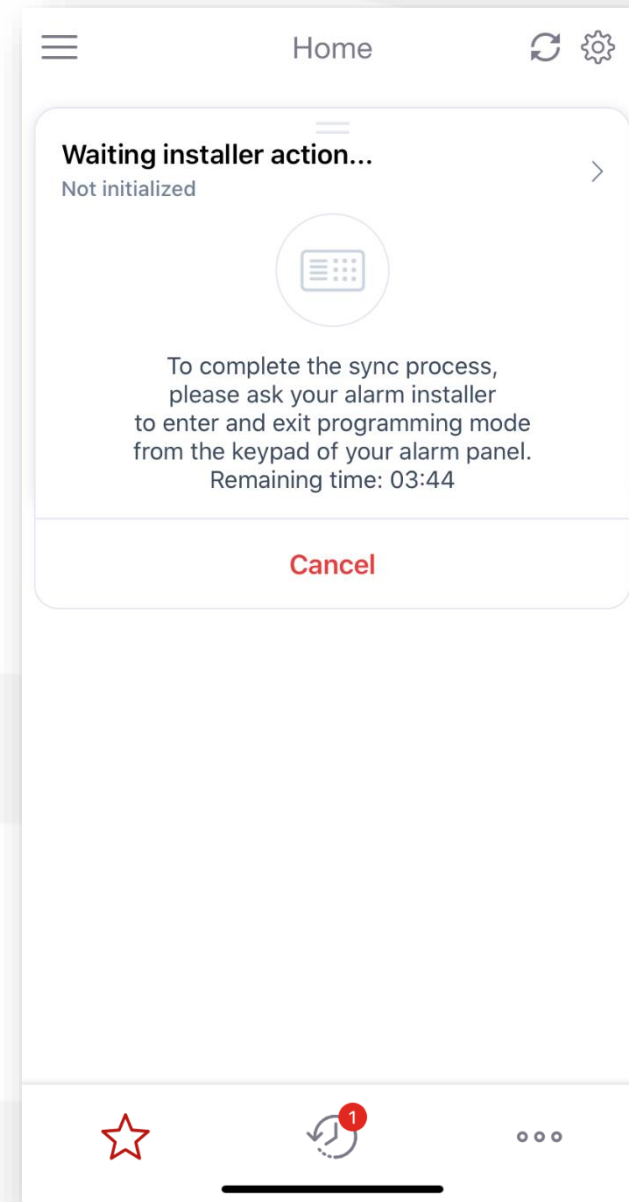 Home
Waiting installer action...
Not initialized
To complete the sync process,
please ask your alarm installer
to enter and exit programming mode
from the keypad of your alarm panel.
Remaining time: 03:44
Cancel
1